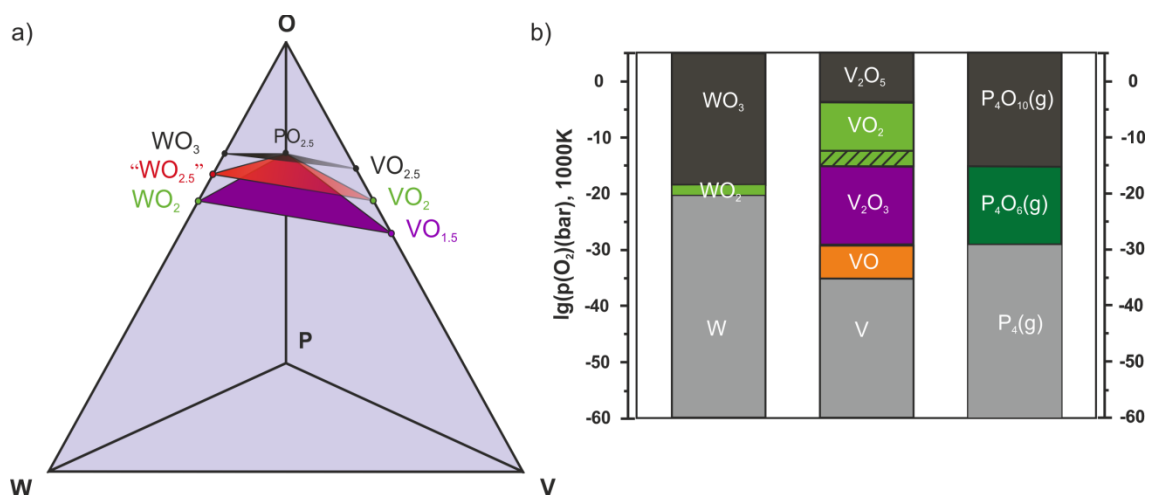 a)
O
WO₃
PO₂.₅
“WO₂.₅”
VO₂.₅
WO₂
VO₂
VO₁.₅
P
W
V
b)
lg(p(O₂)(bar), 1000K
0
-10
-20
-30
-40
-50
-60
WO₃
WO₂
W
V₂O₅
VO₂
V₂O₃
VO
V
P₄O₁₀(g)
P₄O₆(g)
P₄(g)
0
-10
-20
-30
-40
-50
-60